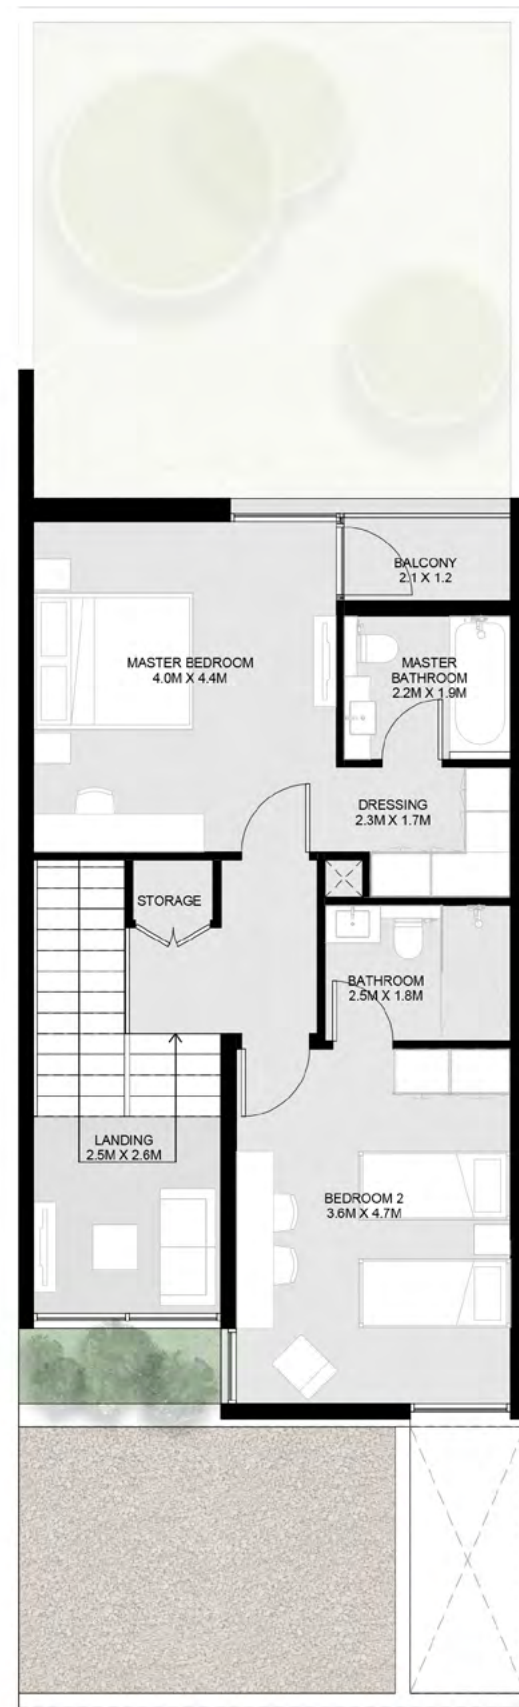 BALCONY
2.1 X 1.2
MASTER BEDROOM
4.0M X 4.4M
MASTER
BATHROOM
2.2M X 1.9M
DRESSING
2.3M X 1.7M
STORAGE
BATHROOM
2.5M X 1.8M
LANDING
2.5M X 2.6M
BEDROOM 2
3.6M X 4.7M